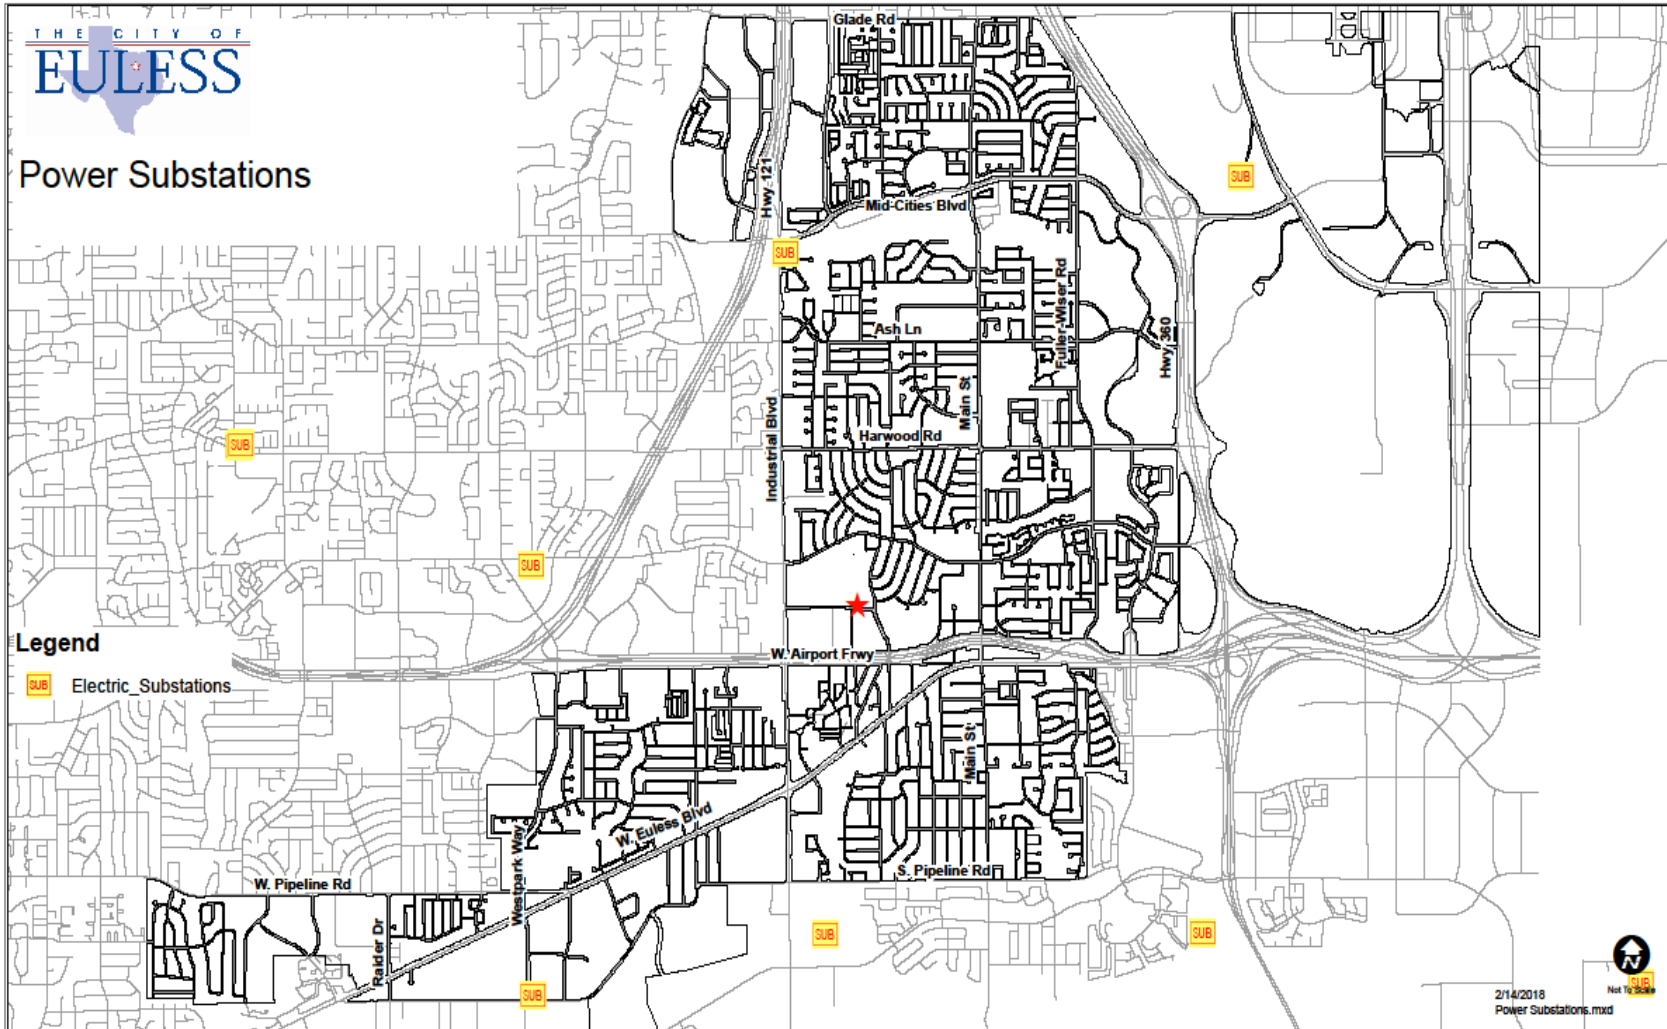 THE CITY OF
EULESS
Power Substations
Glade Rd
Hwy 121
SUB
Mid-Cities Blvd
SUB
Fuller-Wiser Rd
Ash Ln
Hwy 360
Main St
Industrial Blvd
Harwood Rd
SUB
SUB
Legend
SUB Electric_Substations
W. Airport Frwy
Main St
W. Euless Blvd
Westpark Way
S. Pipeline Rd
W. Pipeline Rd
Raider Dr
SUB
SUB
SUB
N
SUB
Not To Scale
2/14/2018
Power Substations.mxd